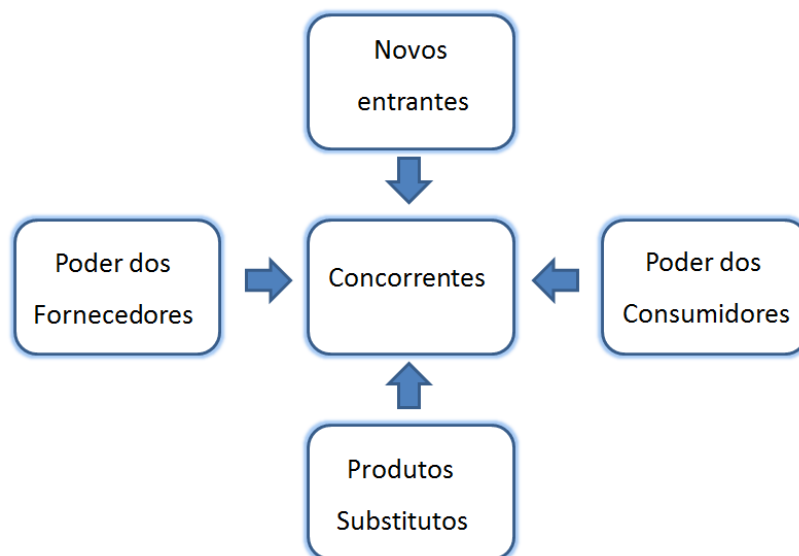 Novos
entrantes
Poder dos
Fornecedores
Concorrentes
Poder dos
Consumidores
Produtos
Substitutos